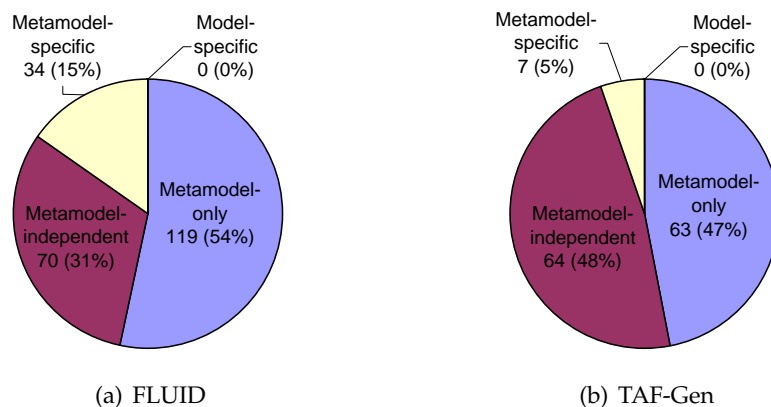 Metamodel-
specific
34 (15%)
Model-
specific
0 (0%)
Metamodel-
only
119 (54%)
Metamodel-
independent
70 (31%)
(a) FLUID
Metamodel-
specific
7 (5%)
Model-
specific
0 (0%)
Metamodel-
only
63 (47%)
Metamodel-
independent
64 (48%)
(b) TAF-Gen